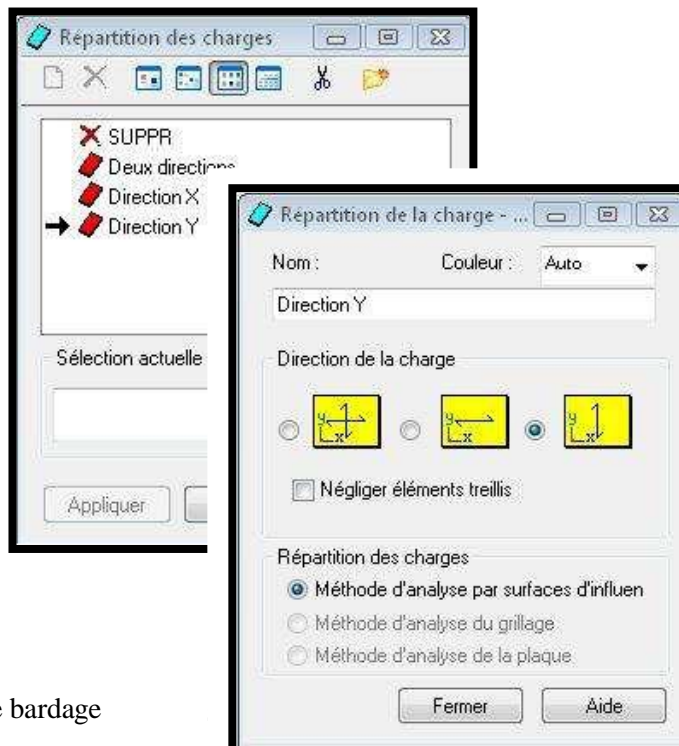 Répartition des charges
SUPPR
Deux directions
Direction X
Direction Y
Sélection actuelle
Appliquer
Répartition de la charge - ...
Nom :
Couleur :
Auto
Direction Y
Direction de la charge
y x
y x
y x
Négliger éléments treillis
Répartition des charges
Méthode d'analyse par surfaces d'influen
Méthode d'analyse du grillage
Méthode d'analyse de la plaque
Fermer
Aide
bardage